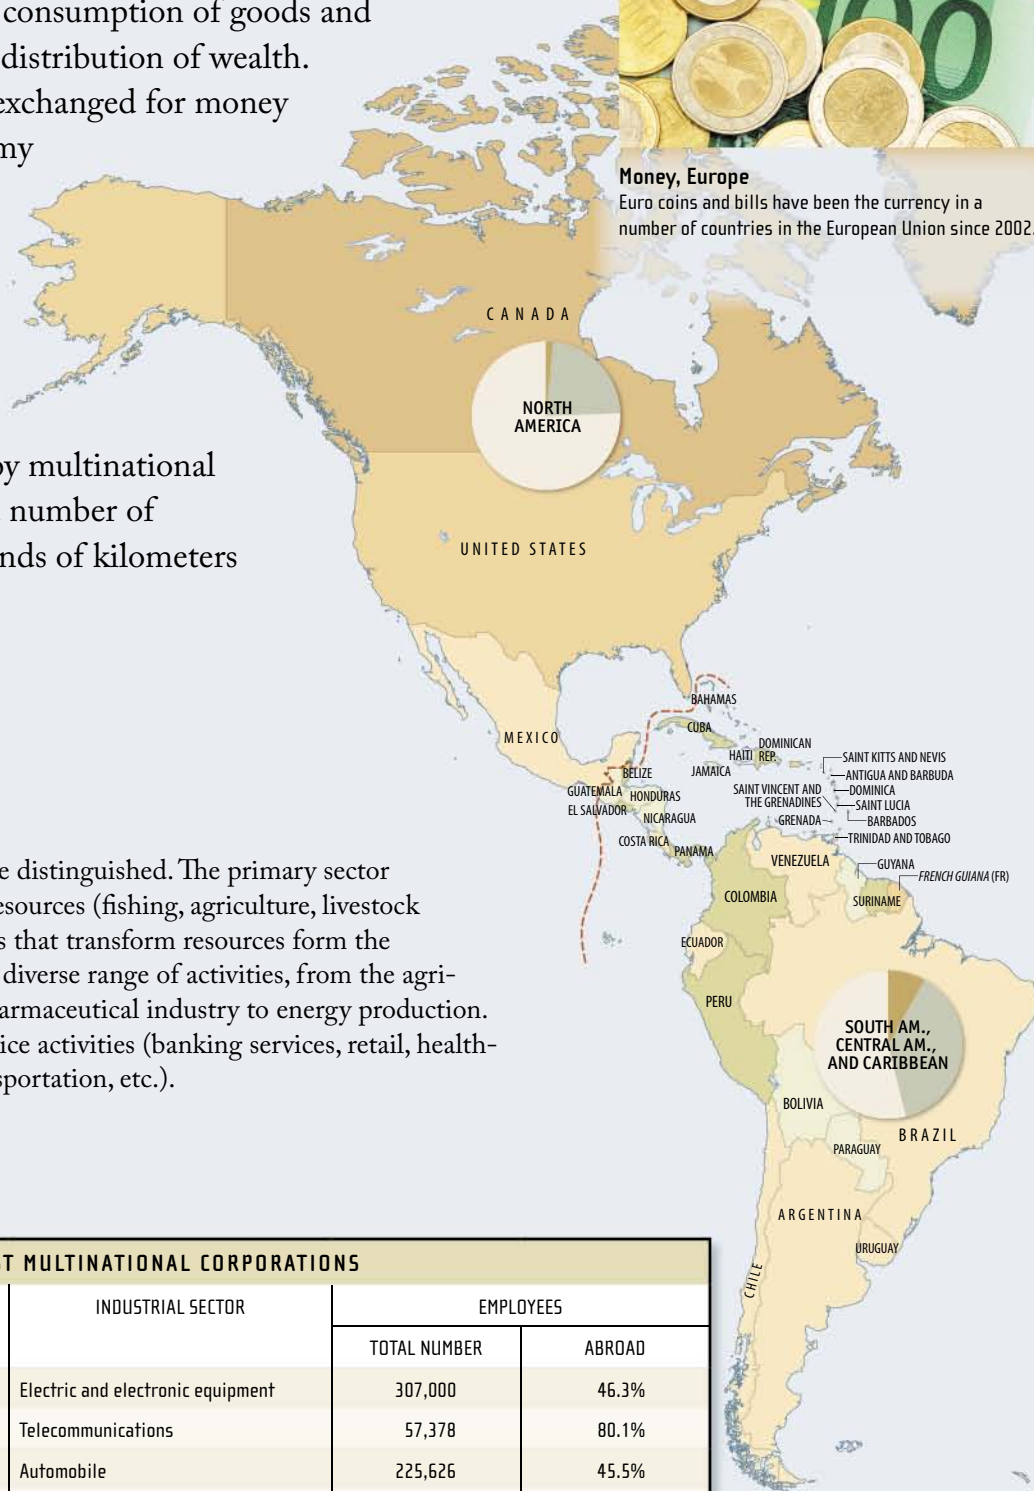 consumption of goods and
distribution of wealth.
exchanged for money
my
100
Money, Europe
Euro coins and bills have been the currency in a
number of countries in the European Union since 2002.
CANADA
NORTH
AMERICA
by multinational
number of
nds of kilometers
UNITED STATES
MEXICO
BAHAMAS
CUBA
DOMINICAN
REP.
HAITI
JAMAICA
BELIZE
GUATEMALA
HONDURAS
EL SALVADOR
NICARAGUA
COSTA RICA
PANAMA
SAINT KITTS AND NEVIS
ANTIGUA AND BARBUDA
DOMINICA
SAINT VINCENT AND
THE GRENADINES
SAINT LUCIA
BARBADOS
GRENADA
TRINIDAD AND TOBAGO
VENEZUELA
GUYANA
FRENCH GUIANA (FR)
SURINAME
COLOMBIA
ECUADOR
PERU
SOUTH AM.,
CENTRAL AM.,
AND CARIBBEAN
BOLIVIA
BRAZIL
PARAGUAY
ARGENTINA
URUGUAY
CHILE
e distinguished. The primary sector
esources (fishing, agriculture, livestock
s that transform resources form the
diverse range of activities, from the agri-
armaceutical industry to energy production.
ice activities (banking services, retail, health-
sportation, etc.).
ST MULTINATIONAL CORPORATIONS
INDUSTRIAL SECTOR EMPLOYEES
TOTAL NUMBER ABROAD
Electric and electronic equipment 307,000 46.3%
Telecommunications 57,378 80.1%
Automobile 225,626 45.5%